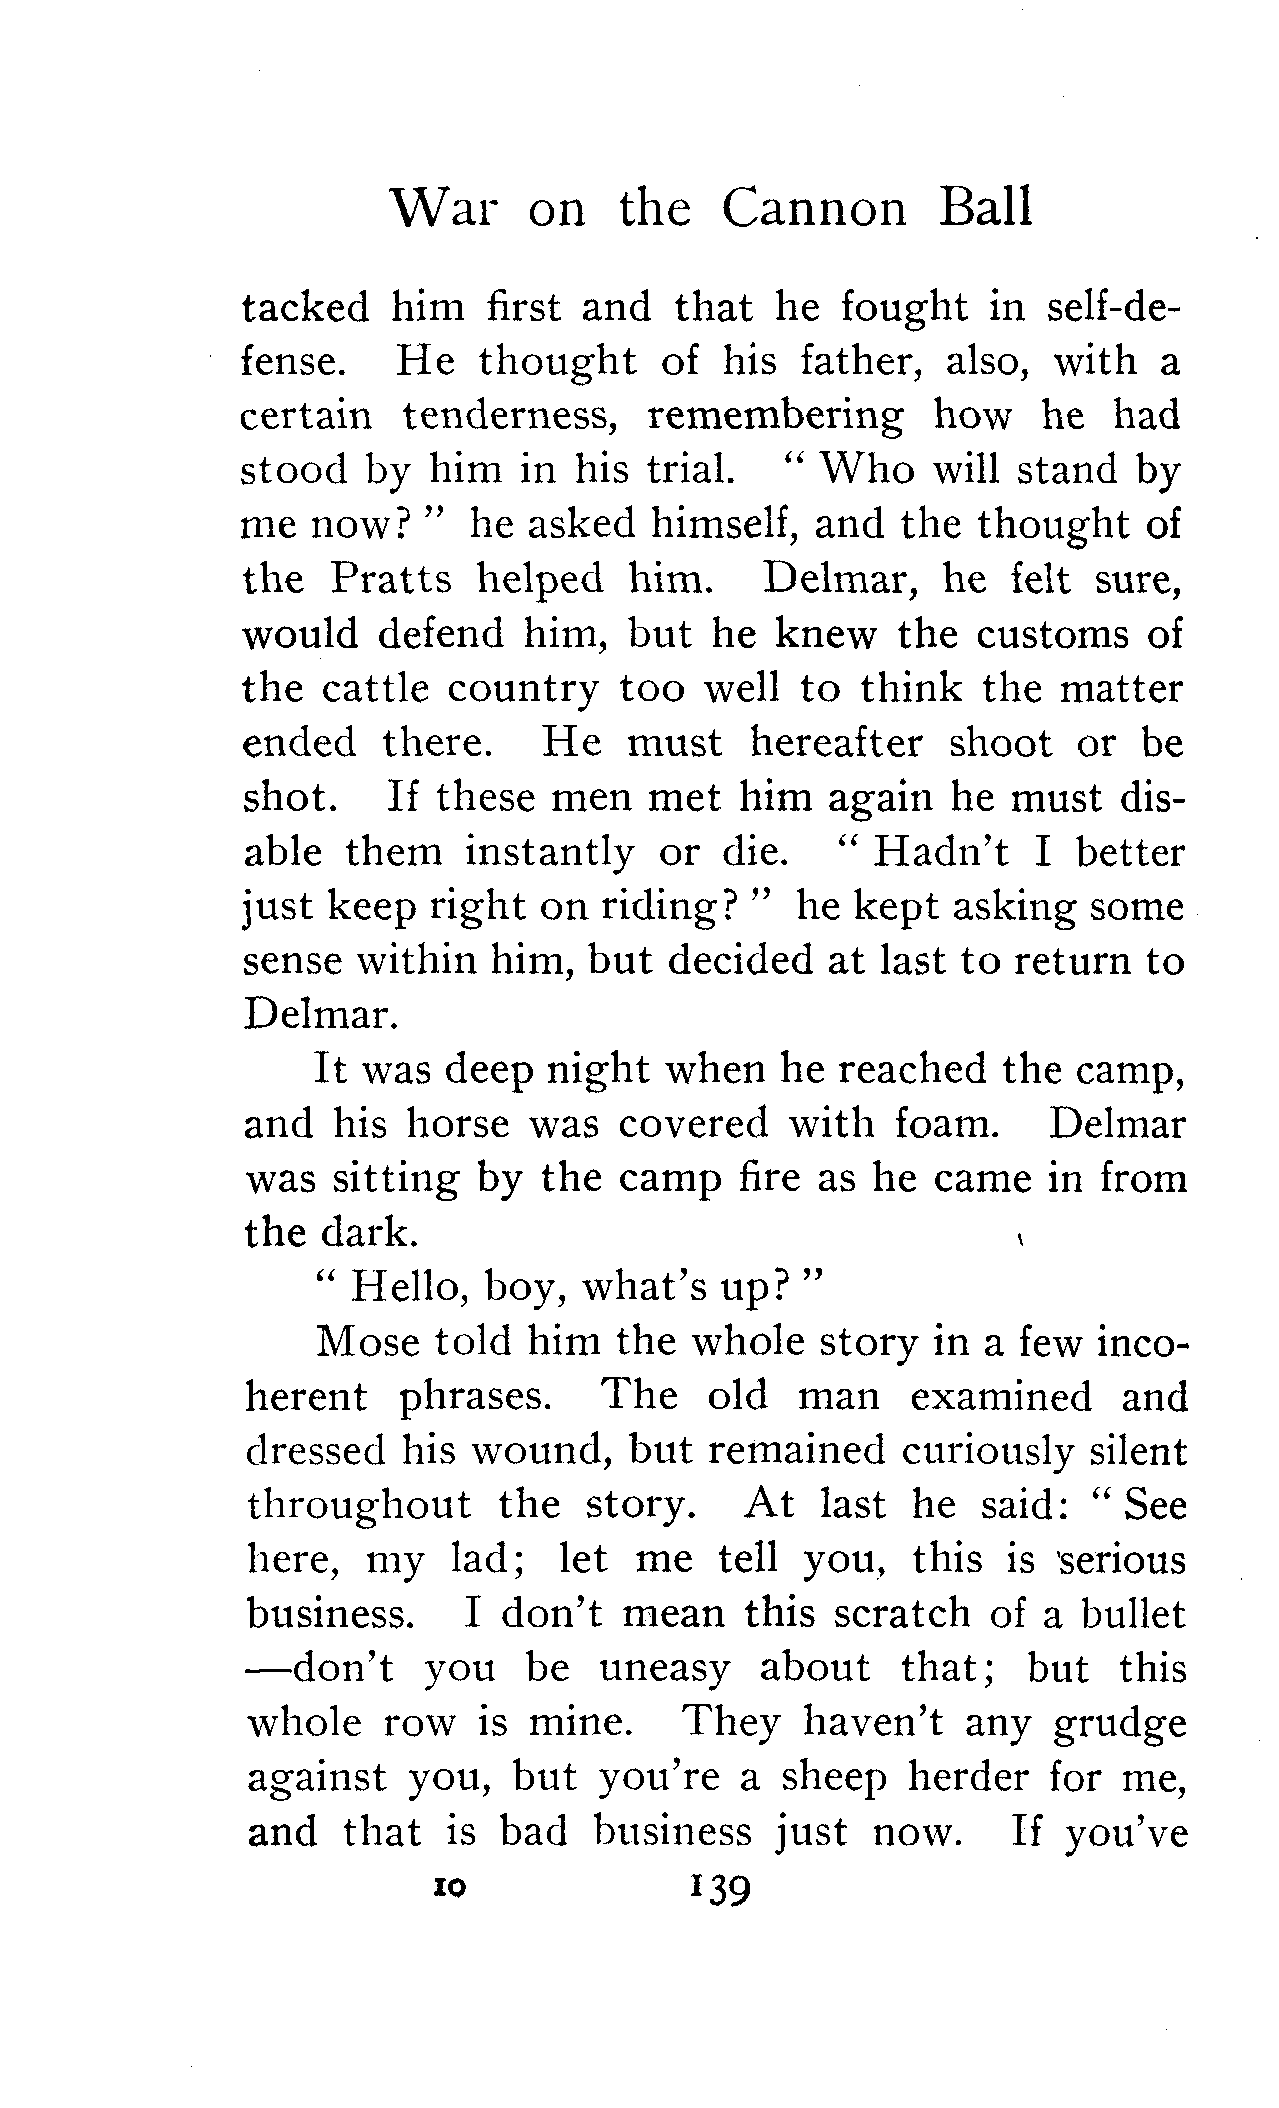 War on the Cannon Ball
tacked him first and that he fought in self-de-
fense. He thought of his father, also, with a
certain tenderness, remembering how he had
stood by him in his trial. " Who will stand by
me now? " he asked himself, and the thought of
the Pratts helped him. Delmar, he felt sure,
would defend him, but he knew the customs of
the cattle country too well to think the matter
ended there. He must hereafter shoot or be
shot. If these men met him again he must dis-
able them instantly or die. " Hadn't I better
just keep right on riding? " he kept asking some
sense within him, but decided at last to return to
Delmar.
It was deep night when he reached the camp,
and his horse was covered with foam. Delmar
was sitting by the camp fire as he came in from
the dark.
" Hello, boy, what's up? "
Mose told him the whole story in a few inco-
herent phrases. The old man examined and
dressed his wound, but remained curiously silent
throughout the story. At last he said: " See
here, my lad; let me tell you, this is serious
business. I don't mean this scratch of a bullet
—don't you be uneasy about that; but this
whole row is mine. They haven't any grudge
against you, but you're a sheep herder for me,
and that is bad business just now. If you've
10 139